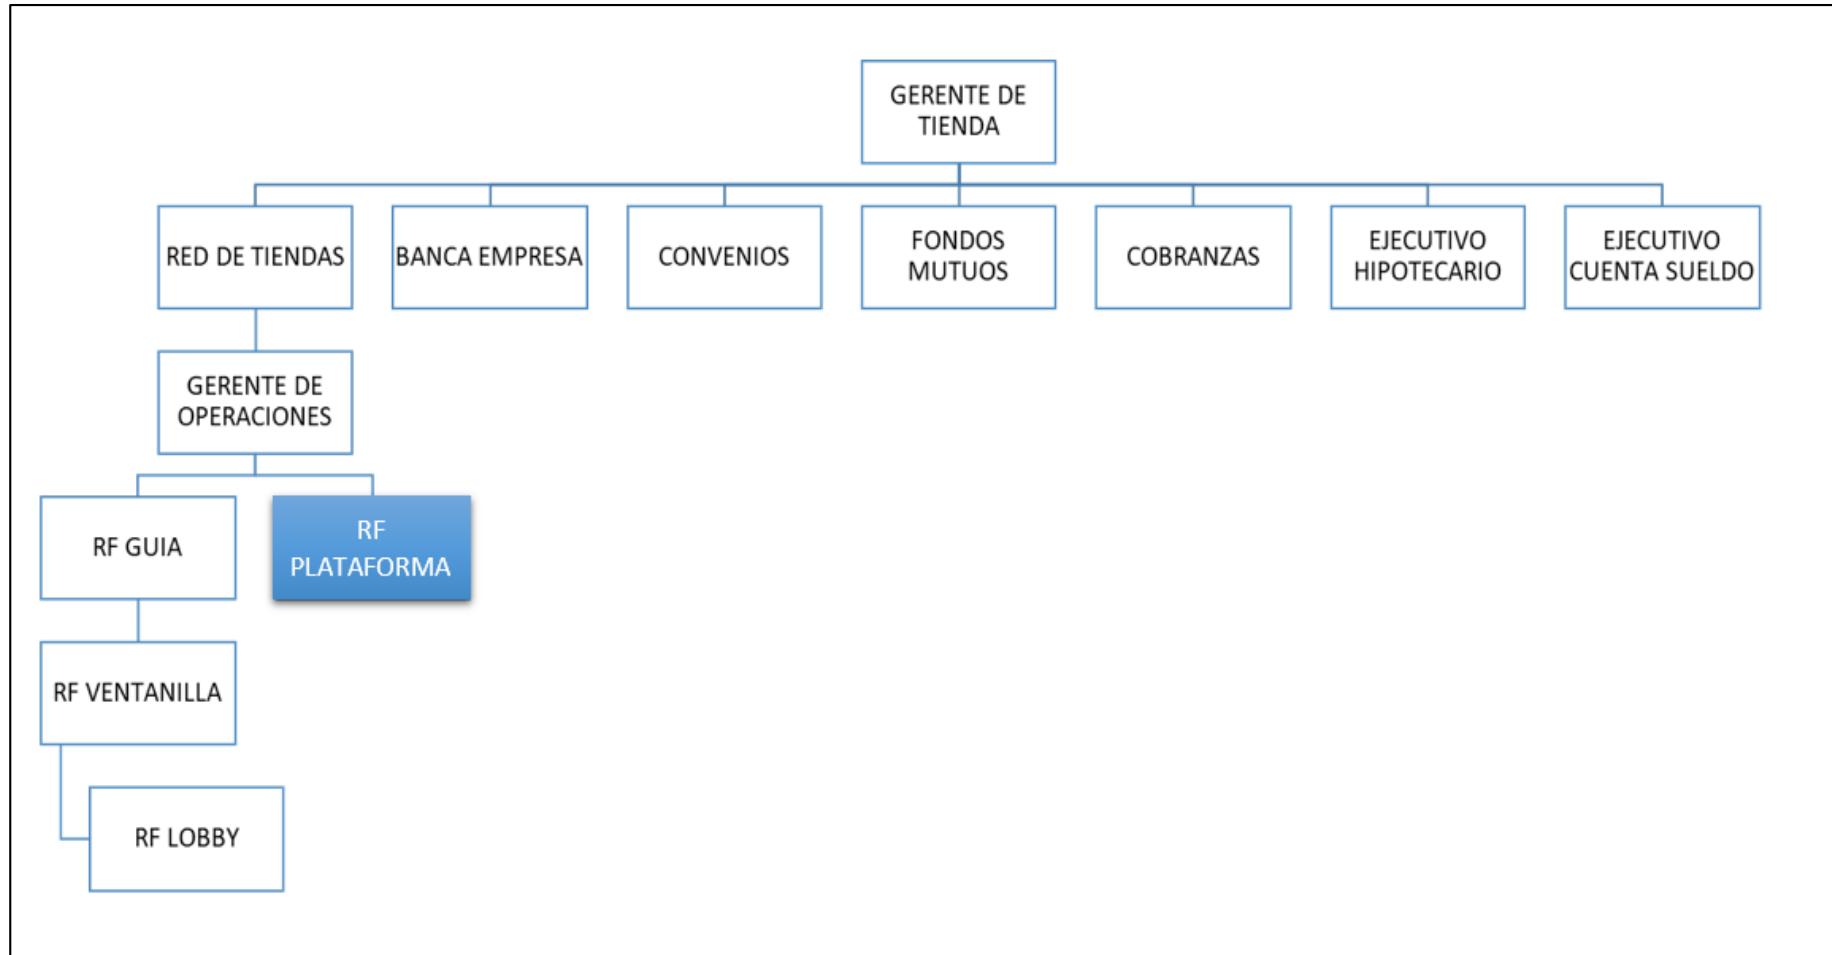 GERENTE DE
TIENDA
RED DE TIENDAS
BANCA EMPRESA
CONVENIOS
FONDOS
MUTUOS
COBRANZAS
EJECUTIVO
HIPOTECARIO
EJECUTIVO
CUENTA SUELDO
GERENTE DE
OPERACIONES
RF GUIA
RF
PLATAFORMA
RF VENTANILLA
RF LOBBY